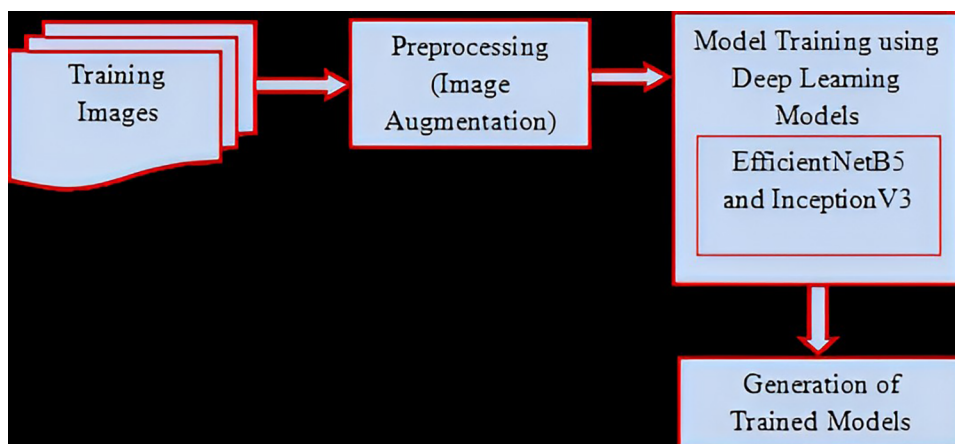 Training
Images
Preprocessing
(Image
Augmentation)
Model Training using
Deep Learning
Models
EfficientNetB5
and InceptionV3
Generation of
Trained Models